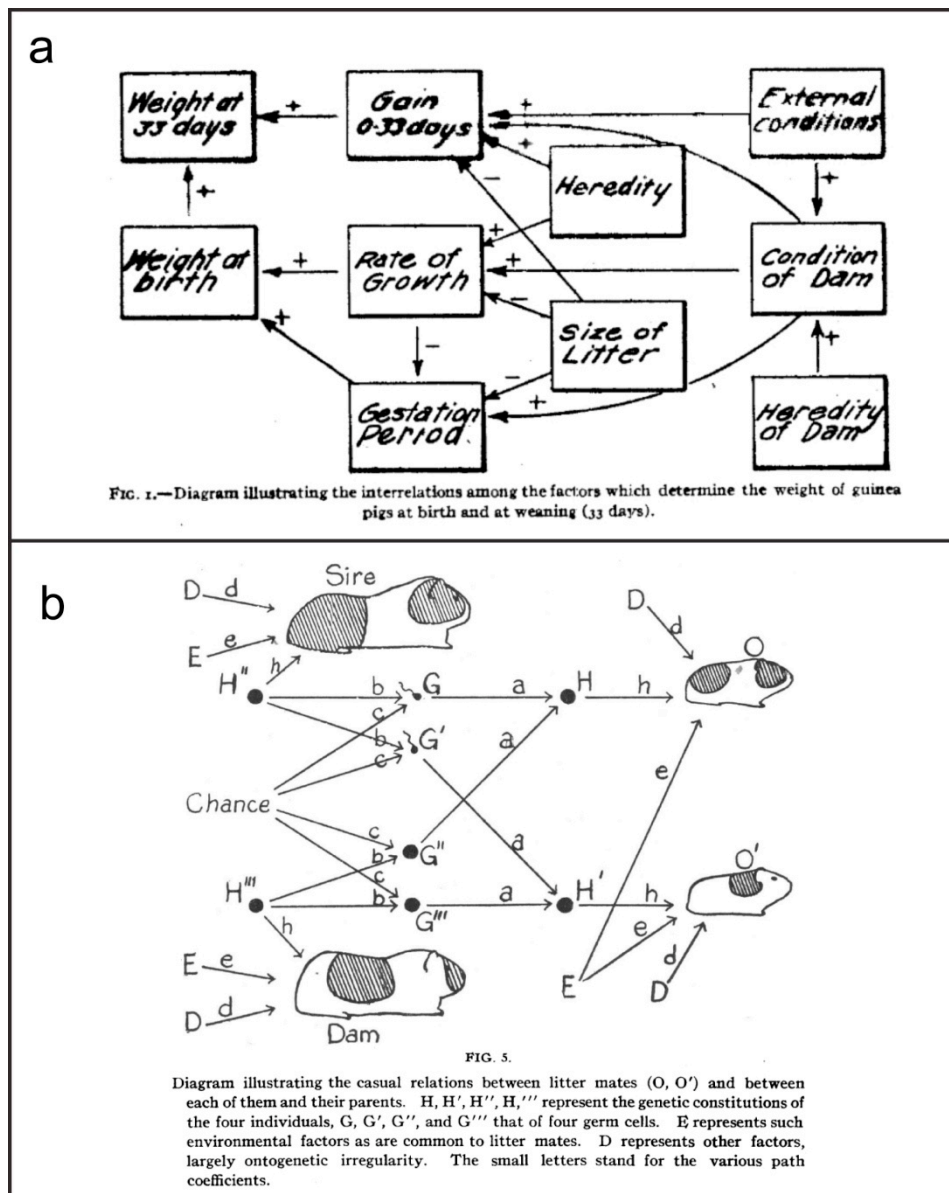 a
Weight at
33 days
+
Gain
0-33 days
+
External
conditions
+
+
-
Heredity
+
+
Weight at
birth
+
Rate of
Growth
+
Condition
of Dam
+
-
-
Size of
Litter
+
-
+
Gestation
Period
Heredity
of Dam
FIG. 1.—Diagram illustrating the interrelations among the factors which determine the weight of guinea
pigs at birth and at weaning (33 days).
b
Sire
D d
E e
h
H" b G a H h O
D
d
c
b
c G'
a
e
Chance
c
b G"
c
a
O'
H''' b G''' a H' h
e
h
E e
E
d
D
D d
Dam
FIG. 5.
Diagram illustrating the casual relations between litter mates (O, O') and between
each of them and their parents. H, H', H", H,''' represent the genetic constitutions of
the four individuals, G, G', G", and G''' that of four germ cells. E represents such
environmental factors as are common to litter mates. D represents other factors,
largely ontogenetic irregularity. The small letters stand for the various path
coefficients.